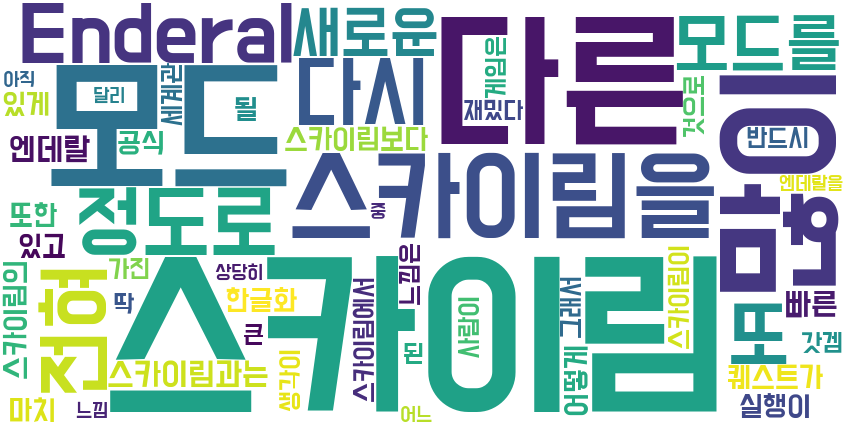 Enderal
새로운
다른
모드를
아직
있게
달리
세계관
될
모드
다시
게임은
재밌다
것으로
이런
반드시
엔데랄
공식
스카이림보다
엔데랄을
또한
정도로
스카이림을
중
있고
스카이림의
전혀
가진
상당히
느낌은
한글화
딱
스카이림
스카이림에서
사람이
그래서
스카이림이
또
빠른
갓겜
큰
된
어떻게
스카이림과는
생각이
퀘스트가
마치
느낌
어느
실행이